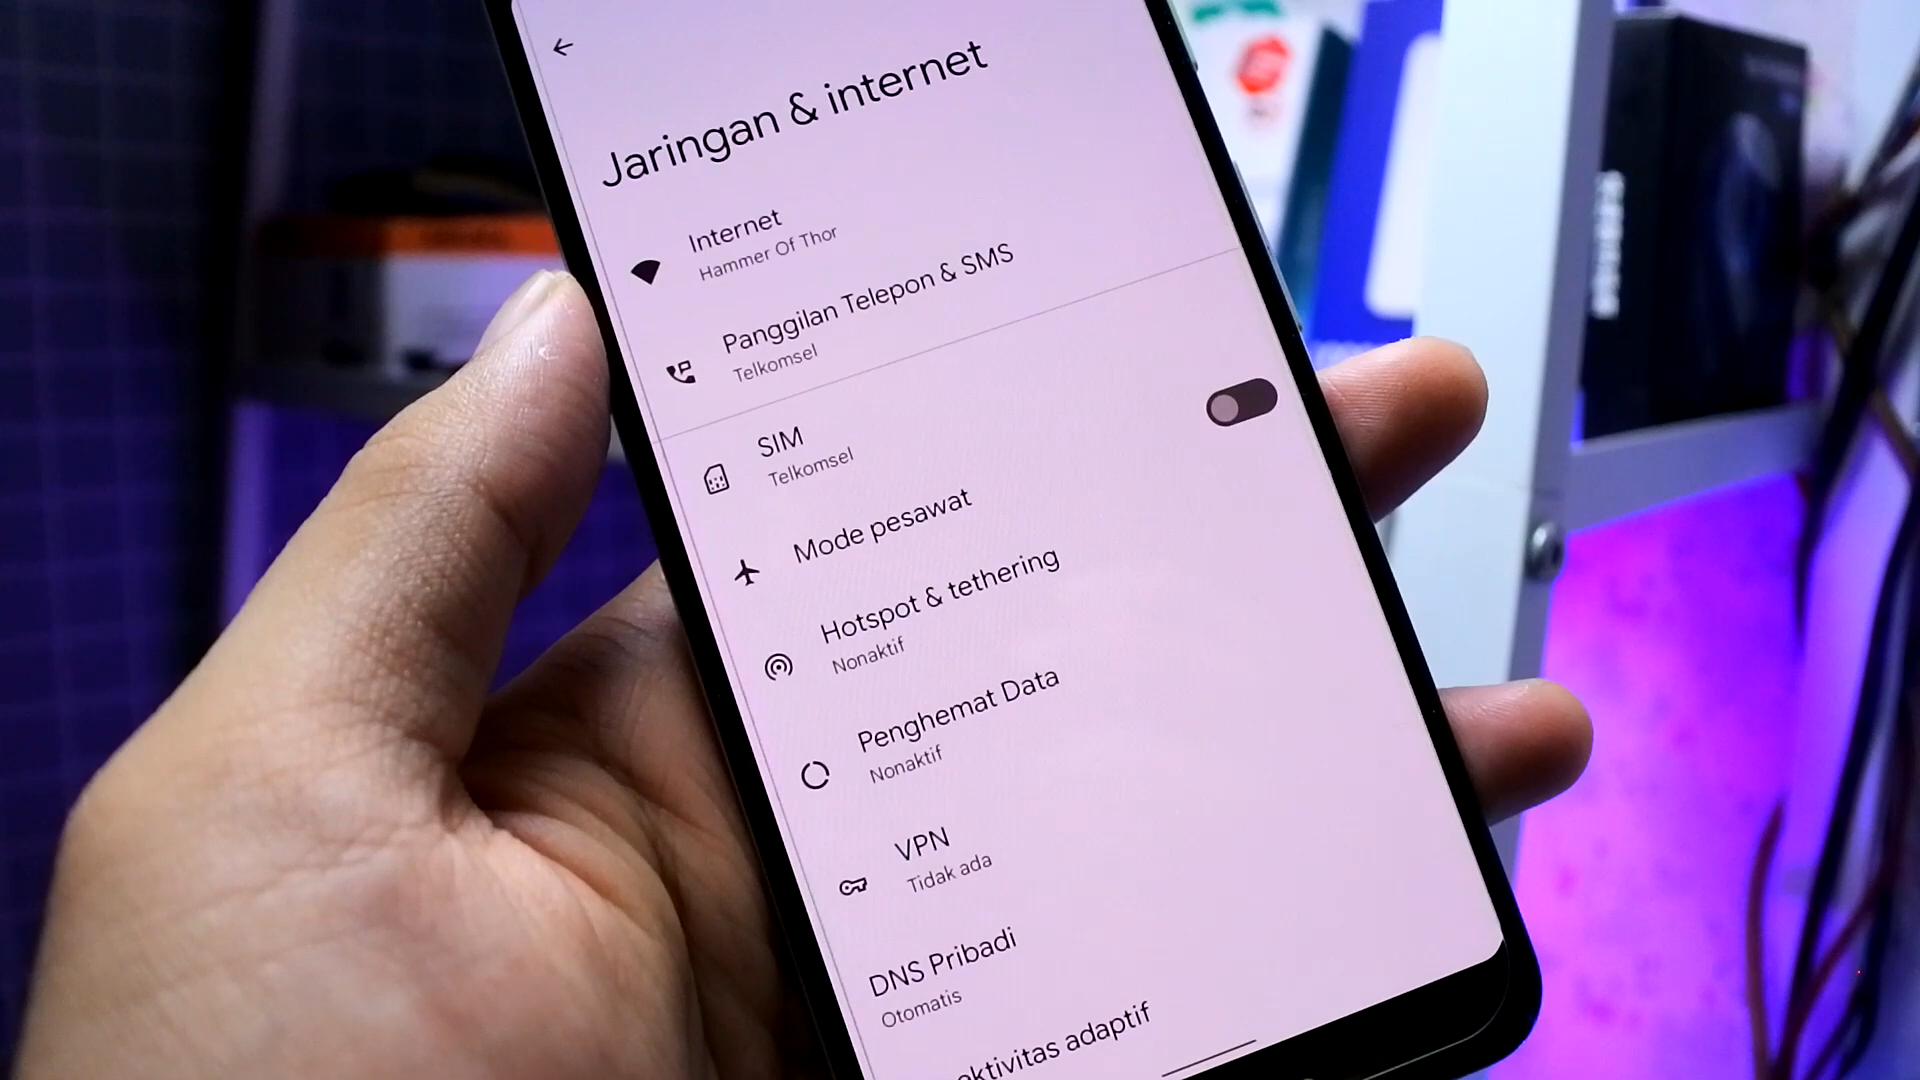 Jaringan & internet
Internet
Hammer Of Thor
Panggilan Telepon & SMS
Telkomsel
SIM
Telkomsel
Mode pesawat
Hotspot & tethering
Nonaktif
Penghemat Data
Nonaktif
VPN
Tidak ada
DNS Pribadi
Otomatis
adaptif